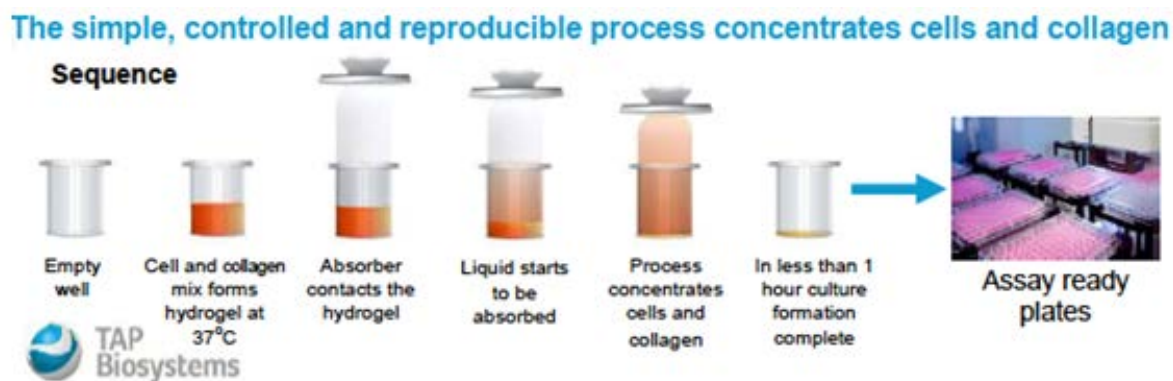 The simple, controlled and reproducible process concentrates cells and collagen
Sequence
Empty
well
Cell and collagen
mix forms
hydrogel at
37°C
Absorber
contacts the
hydrogel
Liquid starts
to be
absorbed
Process
concentrates
cells and
collagen
In less than 1
hour culture
formation
complete
Assay ready
plates
TAP
Biosystems